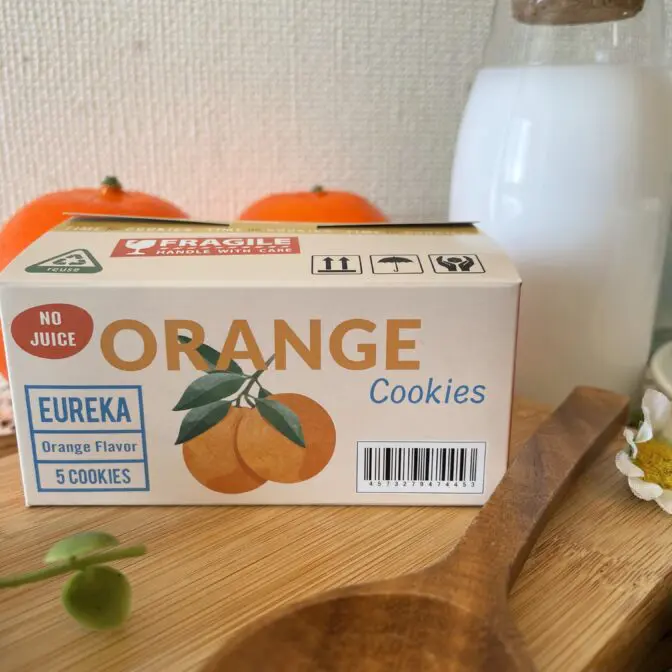 FRAGILE
HANDLE WITH CARE
reuse
NO
JUICE
ORANGE
Cookies
EUREKA
Orange Flavor
5 COOKIES
4573279474453